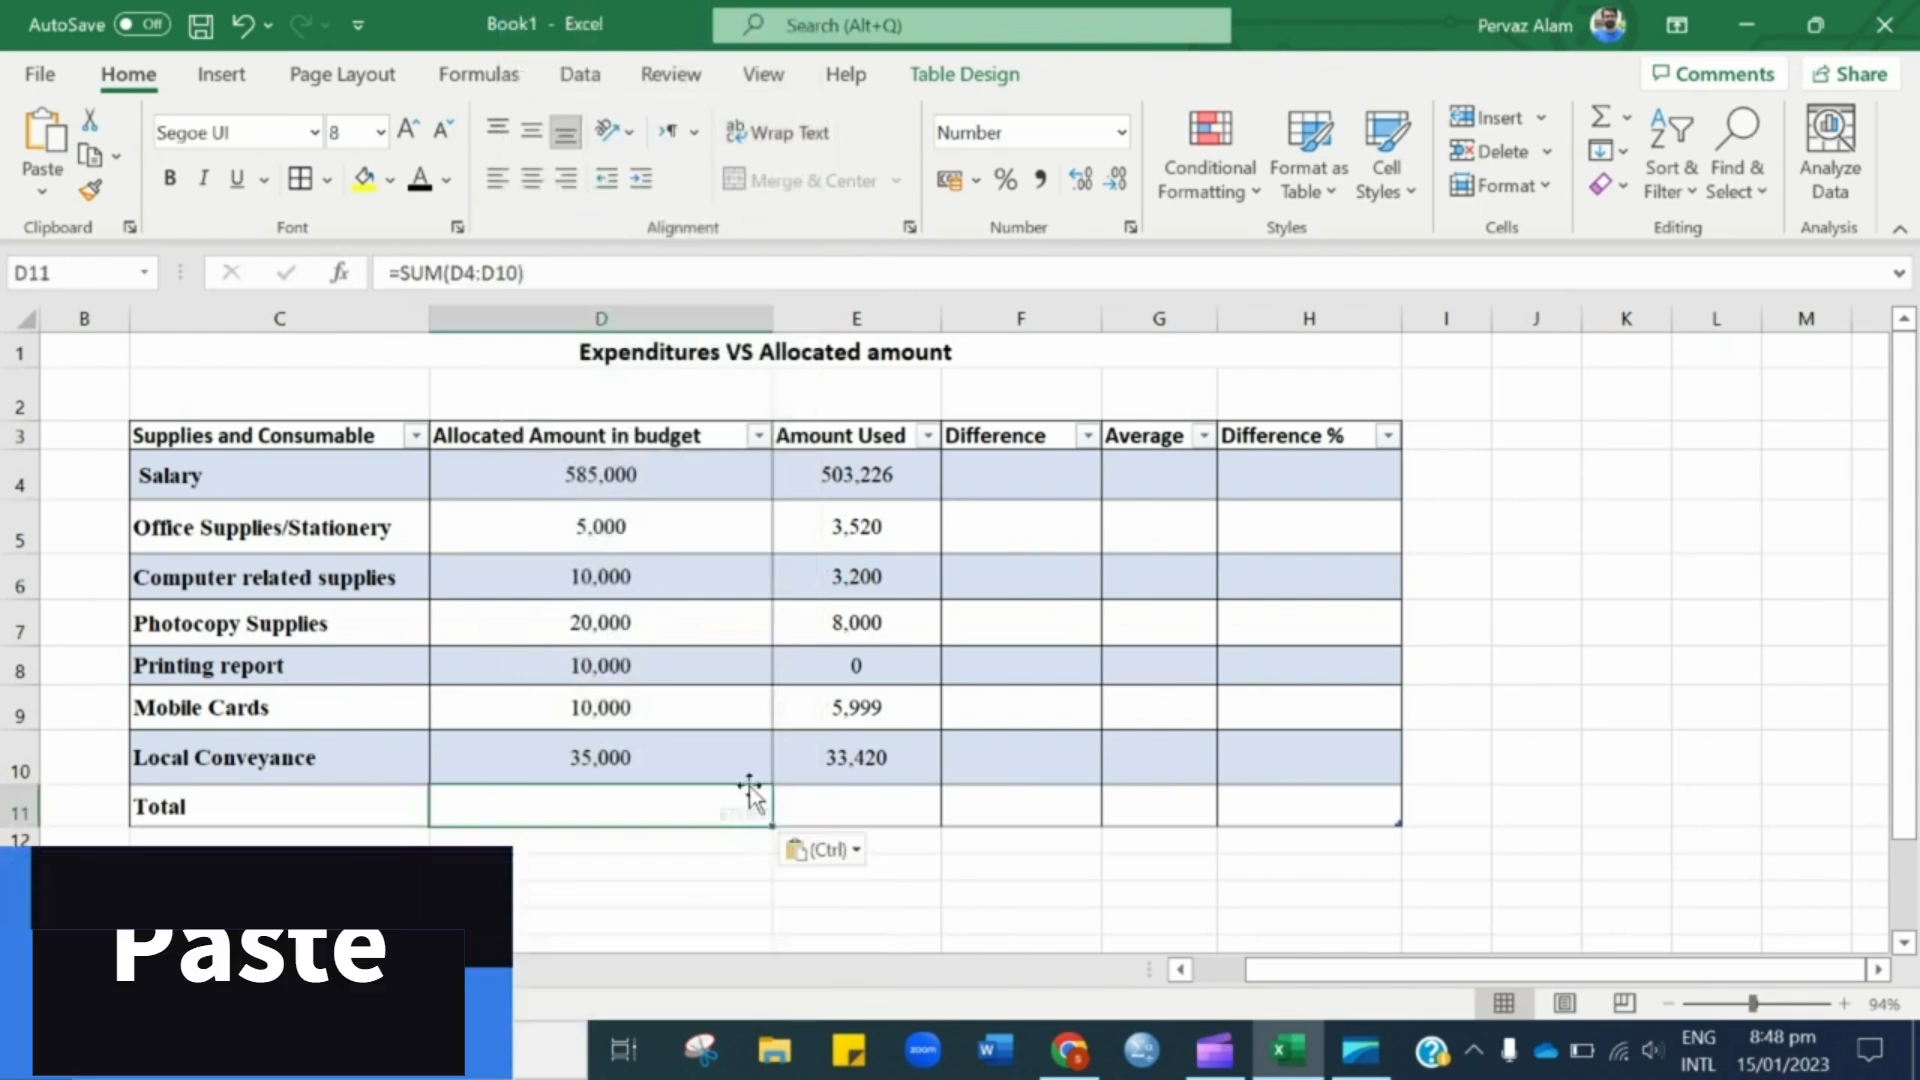 AutoSave Off Book1 - Excel Search (Alt+Q) Pervaz Alam
File Home Insert Page Layout Formulas Data Review View Help Table Design Comments Share
Paste
Clipboard
Segoe UI 8
B I U
Font
Wrap Text
Merge & Center
Alignment
Number
Number
Conditional Formatting
Format as Table
Cell Styles
Styles
Insert
Delete
Format
Cells
Sort & Filter
Find & Select
Editing
Analyze Data
Analysis
D11 fx =SUM(D4:D10)
B C D E F G H I J K L M
1 Expenditures VS Allocated amount
2
3 Supplies and Consumable Allocated Amount in budget Amount Used Difference Average Difference %
4 Salary 585,000 503,226
5 Office Supplies/Stationery 5,000 3,520
6 Computer related supplies 10,000 3,200
7 Photocopy Supplies 20,000 8,000
8 Printing report 10,000 0
9 Mobile Cards 10,000 5,999
10 Local Conveyance 35,000 33,420
11 Total
12
(Ctrl)
Paste
94%
zoom
ENG 8:48 pm
INTL 15/01/2023